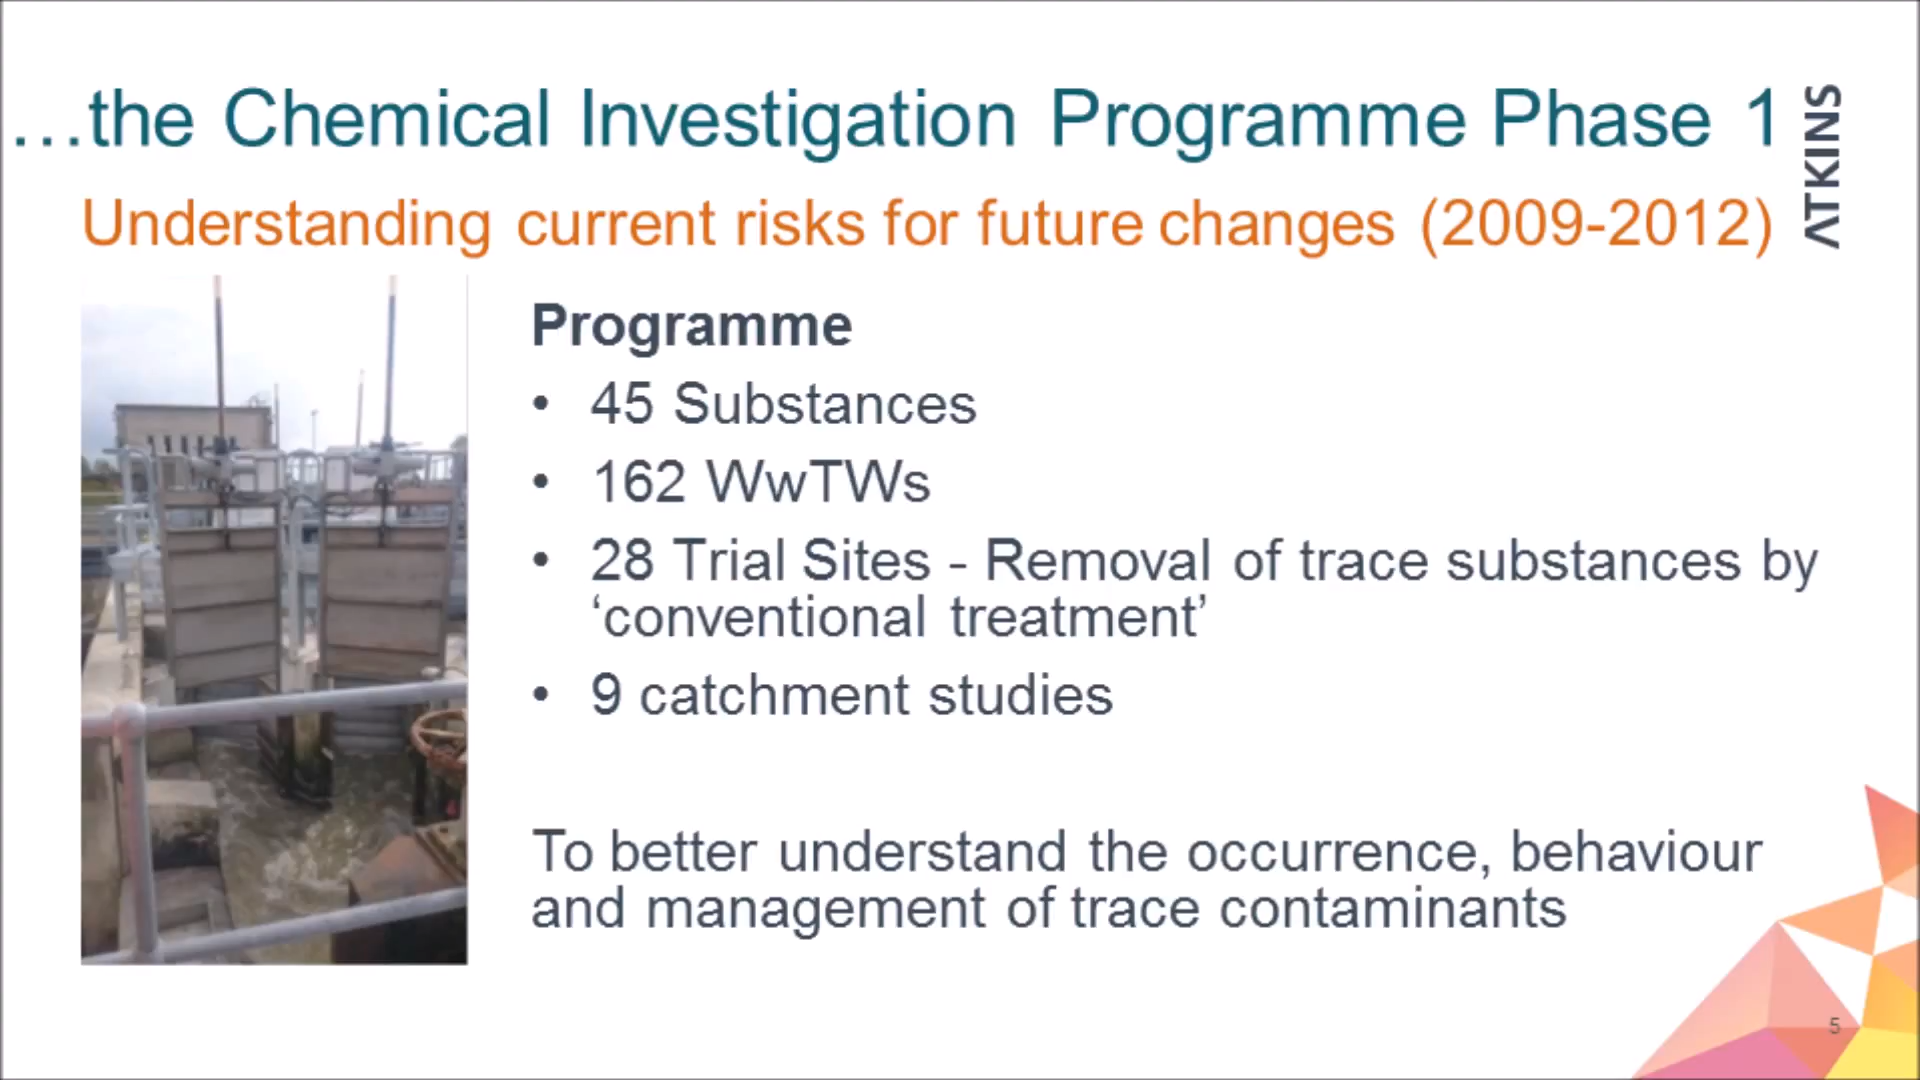 ...the Chemical Investigation Programme Phase 1
ATKINS
Understanding current risks for future changes (2009-2012)
Programme
• 45 Substances
• 162 WwTWs
• 28 Trial Sites - Removal of trace substances by
‘conventional treatment’
• 9 catchment studies
To better understand the occurrence, behaviour
and management of trace contaminants
5